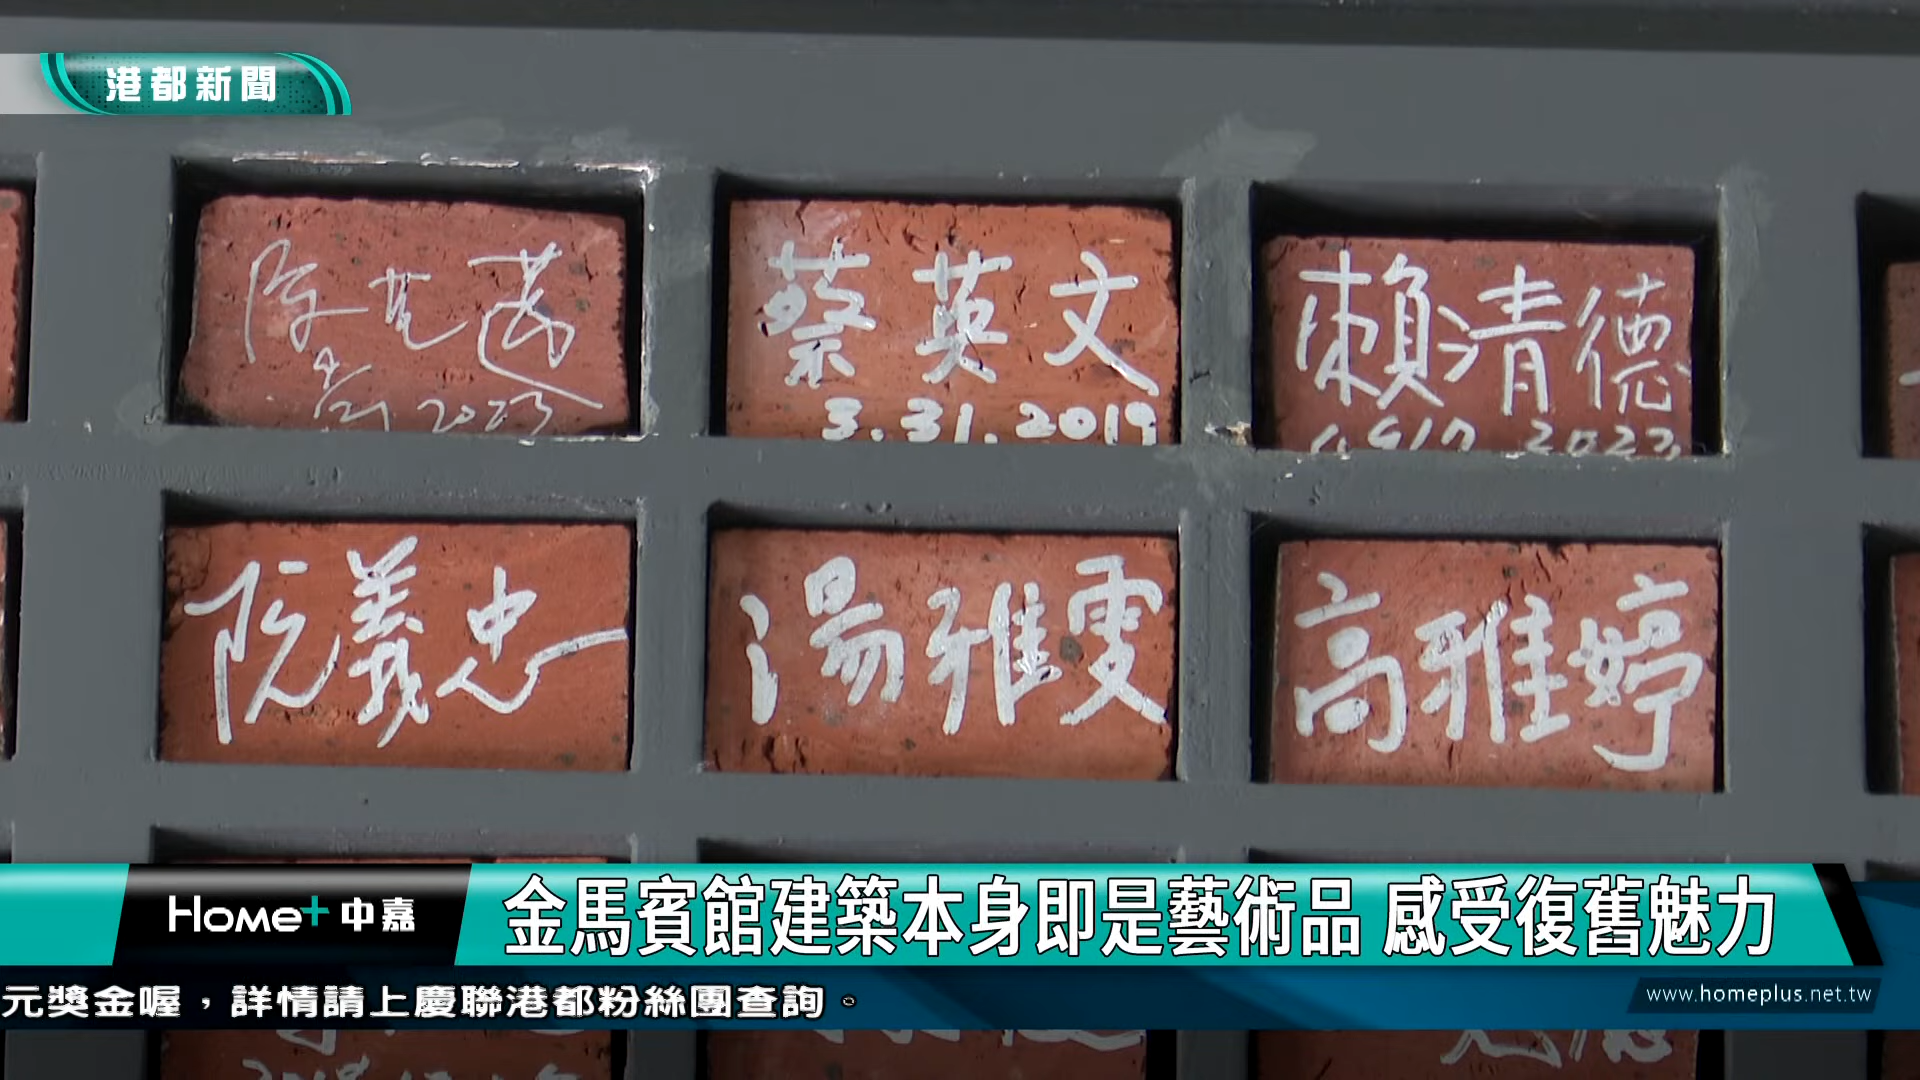 港都新聞
蔡英文
3.31.2019
賴清德
2023
阮義忠
湯雅雯
高雅婷
Home+中嘉
金馬賓館建築本身即是藝術品 感受復舊魅力
元獎金喔，詳情請上慶聯港都粉絲團查詢。
www.homeplus.net.tw